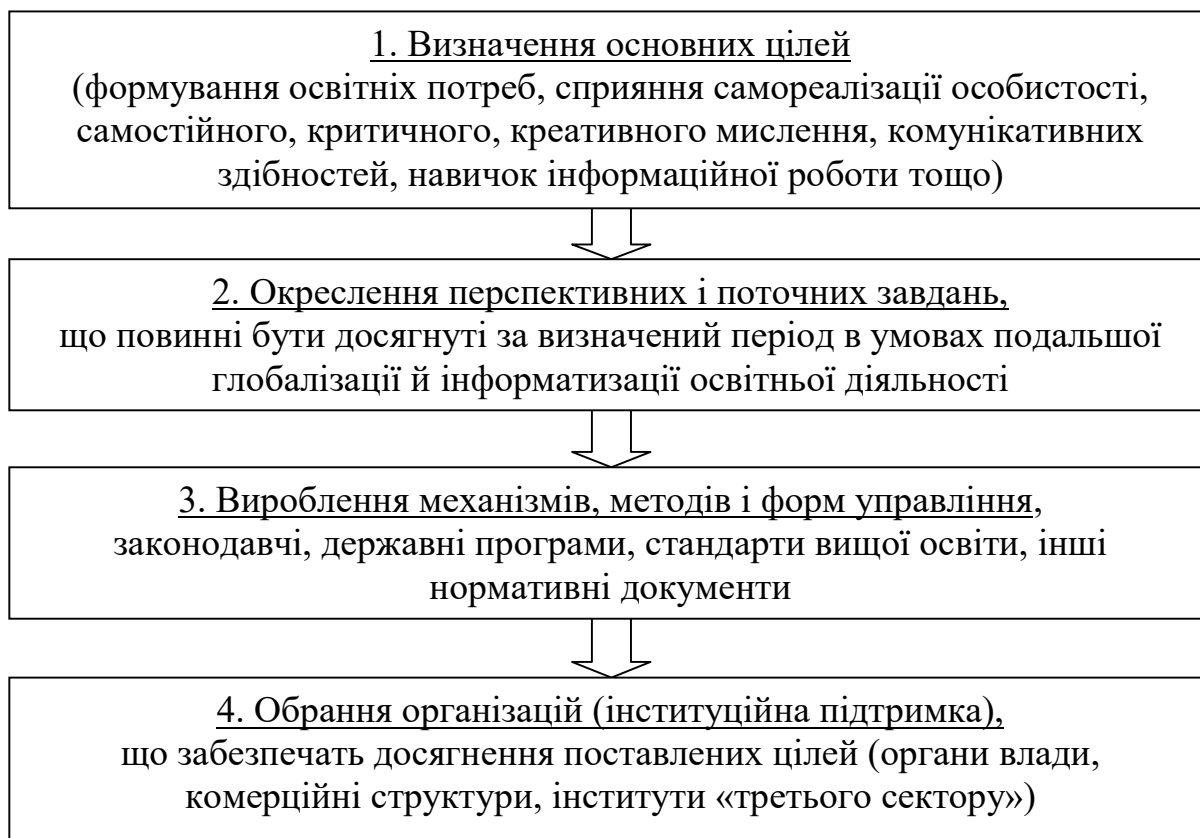 1. Визначення основних цілей
(формування освітніх потреб, сприяння самореалізації особистості,
самостійного, критичного, креативного мислення, комунікативних
здібностей, навичок інформаційної роботи тощо)
2. Окреслення перспективних і поточних завдань,
що повинні бути досягнуті за визначений період в умовах подальшої
глобалізації й інформатизації освітньої діяльності
3. Вироблення механізмів, методів і форм управління,
законодавчі, державні програми, стандарти вищої освіти, інші
нормативні документи
4. Обрання організацій (інституційна підтримка),
що забезпечать досягнення поставлених цілей (органи влади,
комерційні структури, інститути «третього сектору»)